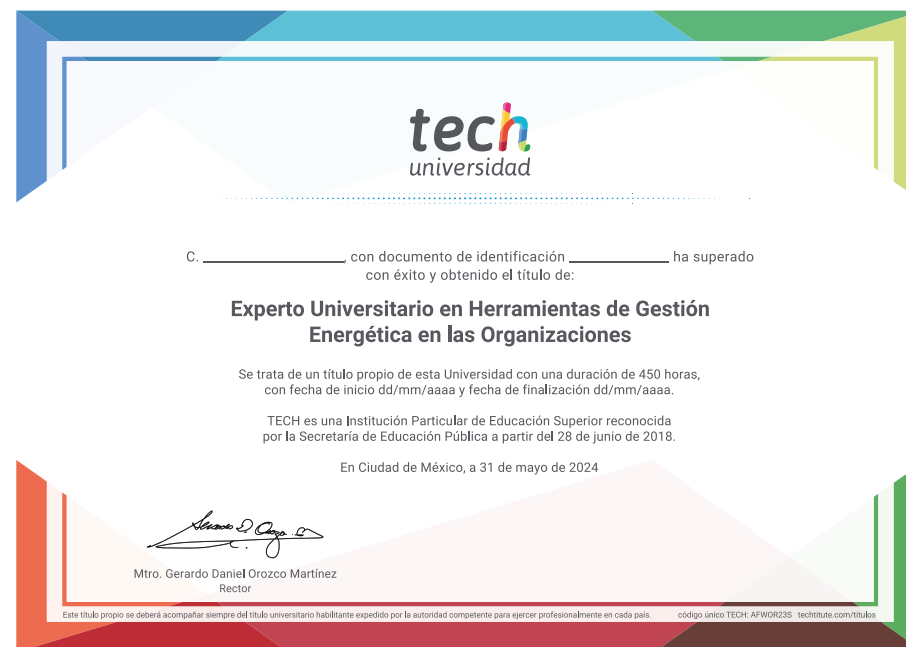 tech
universidad
C. ____________________, con documento de identificación ______________ ha superado
con éxito y obtenido el título de:
Experto Universitario en Herramientas de Gestión
Energética en las Organizaciones
Se trata de un título propio de esta Universidad con una duración de 450 horas,
con fecha de inicio dd/mm/aaaa y fecha de finalización dd/mm/aaaa.
TECH es una Institución Particular de Educación Superior reconocida
por la Secretaría de Educación Pública a partir del 28 de junio de 2018.
En Ciudad de México, a 31 de mayo de 2024
Mtro. Gerardo Daniel Orozco Martínez
Rector
Este título propio se deberá acompañar siempre del título universitario habilitante expedido por la autoridad competente para ejercer profesionalmente en cada país. código único TECH: AFWOR23S techtitute.com/titulos